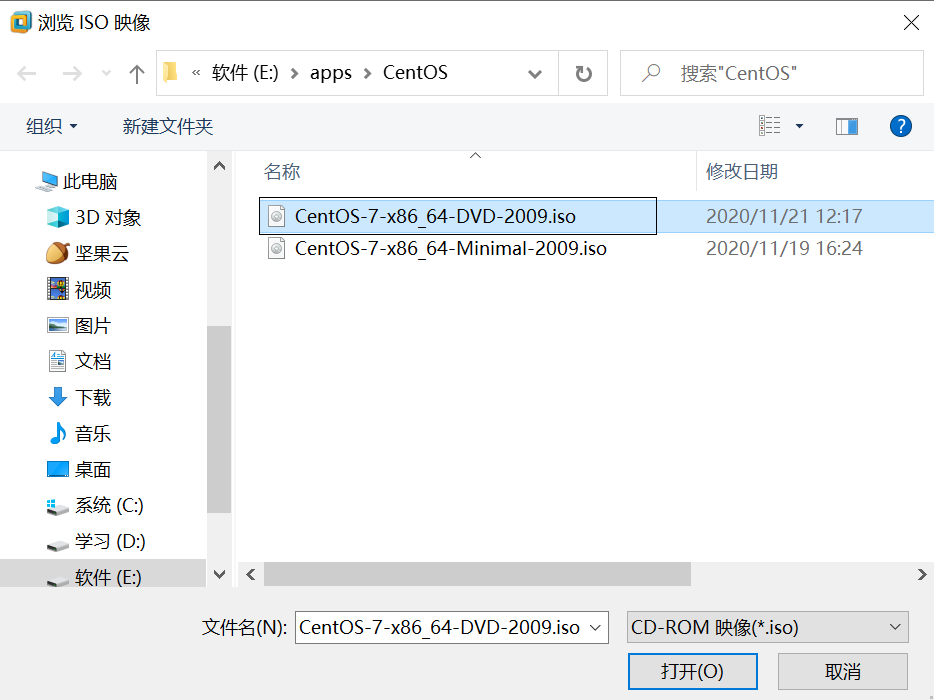 浏览 ISO 映像
« 软件 (E:) › apps › CentOS
搜索"CentOS"
组织
新建文件夹
?
名称
修改日期
CentOS-7-x86_64-DVD-2009.iso 2020/11/21 12:17
CentOS-7-x86_64-Minimal-2009.iso 2020/11/19 16:24
此电脑
3D 对象
坚果云
视频
图片
文档
下载
音乐
桌面
系统 (C:)
学习 (D:)
软件 (E:)
文件名(N): CentOS-7-x86_64-DVD-2009.iso
CD-ROM 映像(*.iso)
打开(O)
取消